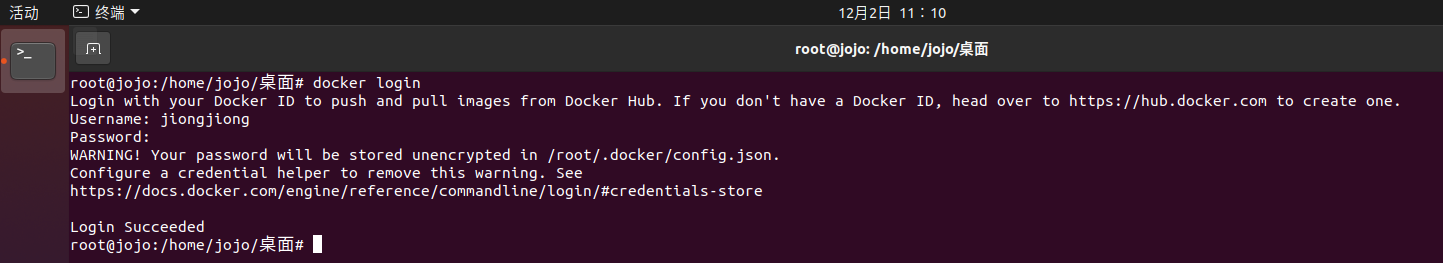 活动 终端 12月2日 11：10
root@jojo: /home/jojo/桌面
root@jojo:/home/jojo/桌面# docker login
Login with your Docker ID to push and pull images from Docker Hub. If you don't have a Docker ID, head over to https://hub.docker.com to create one.
Username: jiongjiong
Password:
WARNING! Your password will be stored unencrypted in /root/.docker/config.json.
Configure a credential helper to remove this warning. See
https://docs.docker.com/engine/reference/commandline/login/#credentials-store
Login Succeeded
root@jojo:/home/jojo/桌面#